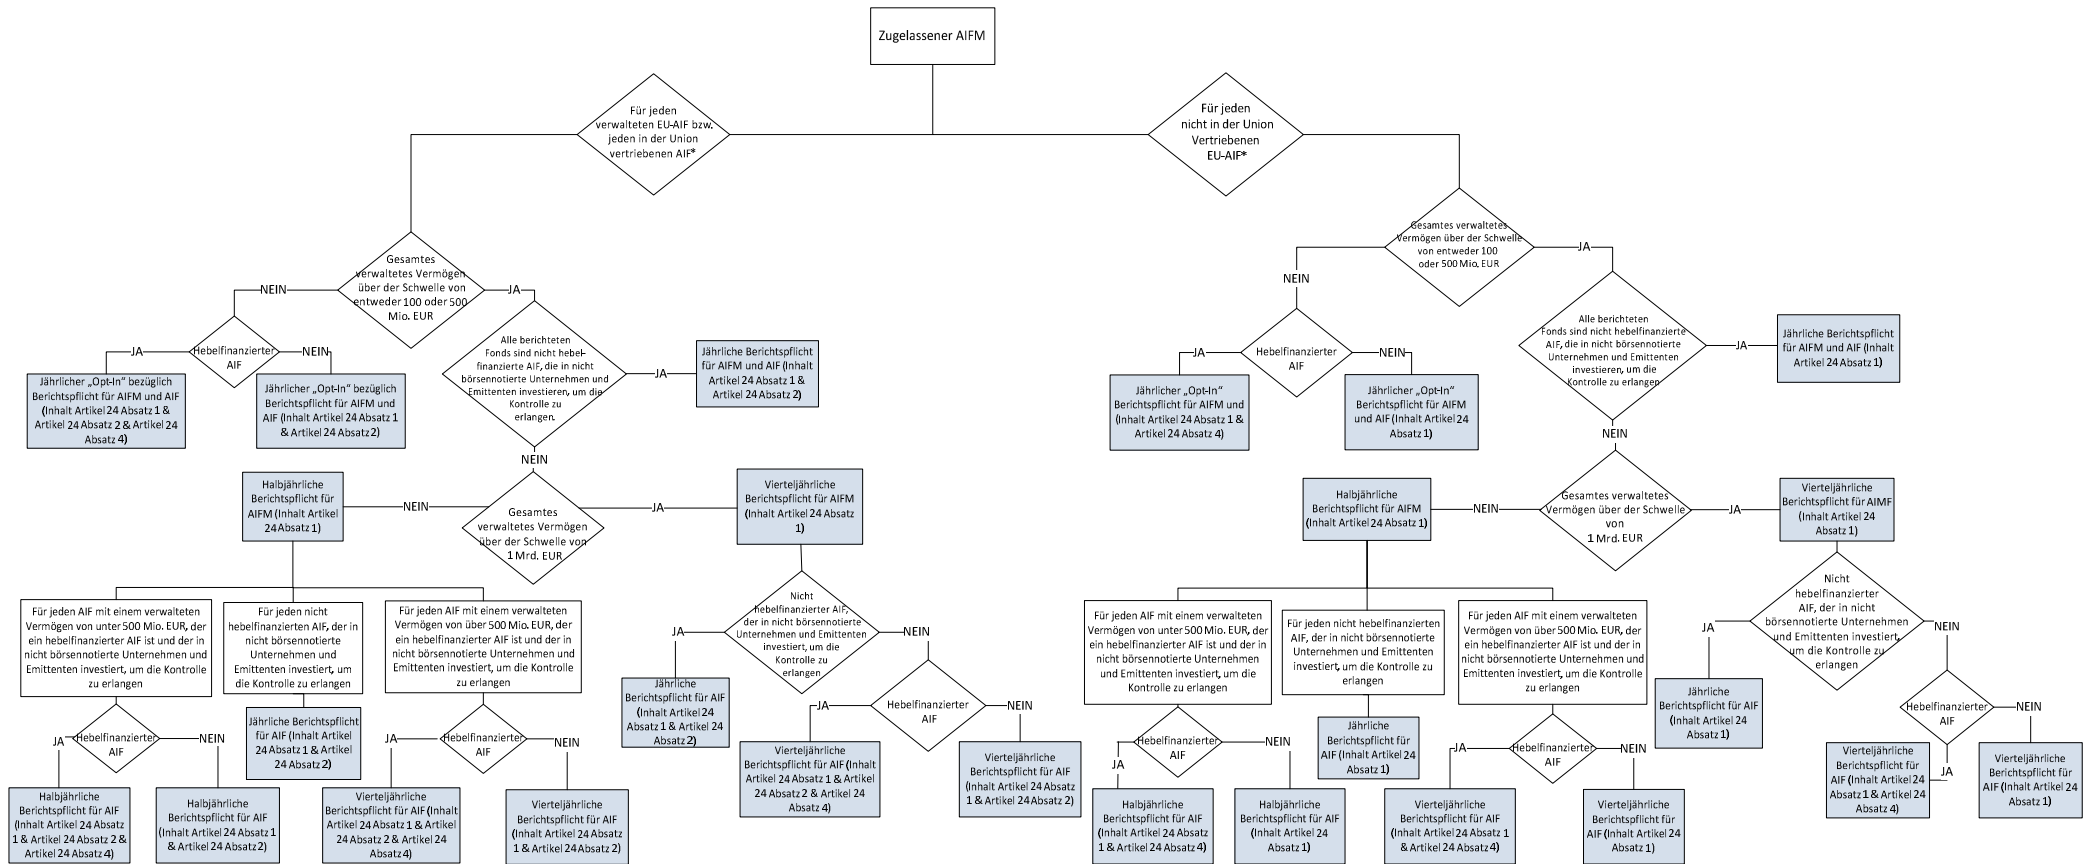 Zugelassener AIFM
Für jeden
verwalteten EU-AIF bzw.
jeden in der Union
vertriebenen AIF*
Für jeden
nicht in der Union
Vertriebenen
EU-AIF*
Gesamtes
verwaltetes Vermögen
über der Schwelle von
entweder 100 oder 500
Mio. EUR
NEIN
JA
Hebelfinanzierter
AIF
JA
NEIN
Jährlicher „Opt-In“ bezüglich
Berichtspflicht für AIFM und AIF
(Inhalt Artikel 24 Absatz 1 &
Artikel 24 Absatz 2 & Artikel 24
Absatz 4)
Jährlicher „Opt-In“ bezüglich
Berichtspflicht für AIFM und
AIF (Inhalt Artikel 24 Absatz 1
& Artikel 24 Absatz 2)
Alle berichteten
Fonds sind nicht hebel-
finanzierte AIF, die in nicht
börsennotierte Unternehmen und
Emittenten investieren, um die
Kontrolle zu
erlangen.
JA
Jährliche Berichtspflicht
für AIFM und AIF (Inhalt
Artikel 24 Absatz 1 &
Artikel 24 Absatz 2)
NEIN
Gesamtes
verwaltetes Vermögen
über der Schwelle von
1 Mrd. EUR
NEIN
JA
Halbjährliche
Berichtspflicht für
AIFM (Inhalt Artikel
24 Absatz 1)
Vierteljährliche
Berichtspflicht für AIFM
(Inhalt Artikel 24 Absatz
1)
Für jeden AIF mit einem verwalteten
Vermögen von unter 500 Mio. EUR, der
ein hebelfinanzierter AIF ist und der in
nicht börsennotierte Unternehmen und
Emittenten investiert, um die Kontrolle
zu erlangen
Für jeden nicht
hebelfinanzierten AIF, der in
nicht börsennotierte
Unternehmen und
Emittenten investiert, um
die Kontrolle zu erlangen
Für jeden AIF mit einem verwalteten
Vermögen von über 500 Mio. EUR, der
ein hebelfinanzierter AIF ist und der in
nicht börsennotierte Unternehmen und
Emittenten investiert, um die Kontrolle
zu erlangen
JA
Hebelfinanzierter
AIF
NEIN
Jährliche Berichtspflicht
für AIF (Inhalt Artikel
24 Absatz 1 & Artikel
24 Absatz 2)
JA
Hebelfinanzierter
AIF
NEIN
Halbjährliche
Berichtspflicht für AIF
(Inhalt Artikel 24 Absatz
1 & Artikel 24 Absatz 2 &
Artikel 24 Absatz 4)
Halbjährliche
Berichtspflicht für AIF
(Inhalt Artikel 24 Absatz 1
& Artikel 24 Absatz 2)
Vierteljährliche
Berichtspflicht für AIF (Inhalt
Artikel 24 Absatz 1 & Artikel
24 Absatz 2 & Artikel 24
Absatz 4)
Vierteljährliche
Berichtspflicht für AIF
(Inhalt Artikel 24 Absatz
1 & Artikel 24 Absatz 2)
Nicht
hebelfinanzierter AIF,
der in nicht börsennotierte
Unternehmen und Emittenten
investiert, um die
Kontrolle zu
erlangen
JA
NEIN
Jährliche
Berichtspflicht für AIF
(Inhalt Artikel 24
Absatz 1 & Artikel 24
Absatz 2)
JA
Hebelfinanzierter
AIF
NEIN
Vierteljährliche
Berichtspflicht für AIF (Inhalt
Artikel 24 Absatz 1 & Artikel
24 Absatz 2 & Artikel 24
Absatz 4)
Vierteljährliche
Berichtspflicht für AIF
(Inhalt Artikel 24 Absatz
1 & Artikel 24 Absatz 2)
Gesamtes verwaltetes
Vermögen über der Schwelle
von entweder 100
oder 500 Mio. EUR
NEIN
JA
JA
Hebelfinanzierter
AIF
NEIN
Jährlicher „Opt-In“
Berichtspflicht für AIFM und
(Inhalt Artikel 24 Absatz 1 &
Artikel 24 Absatz 4)
Jährlicher „Opt-In“
Berichtspflicht für AIFM
und AIF (Inhalt Artikel 24
Absatz 1)
Alle berichteten
Fonds sind nicht hebelfinanzierte
AIF, die in nicht börsennotierte
Unternehmen und Emittenten
investieren, um die
Kontrolle zu erlangen
JA
Jährliche Berichtspflicht
für AIFM und AIF (Inhalt
Artikel 24 Absatz 1)
NEIN
Gesamtes verwaltetes
Vermögen über der Schwelle
von
1 Mrd. EUR
NEIN
JA
Halbjährliche
Berichtspflicht für
AIFM
(Inhalt Artikel 24 Absatz 1)
Vierteljährliche
Berichtspflicht für AIMF
(Inhalt Artikel 24
Absatz 1)
Für jeden AIF mit einem verwalteten
Vermögen von unter 500 Mio. EUR, der
ein hebelfinanzierter AIF ist und der in
nicht börsennotierte Unternehmen
und Emittenten investiert, um die
Kontrolle zu erlangen
Für jeden nicht hebelfinanzierten
AIF, der in nicht börsennotierte
Unternehmen und Emittenten
investiert, um die Kontrolle zu
erlangen
Für jeden AIF mit einem verwalteten
Vermögen von über 500 Mio. EUR, der
ein hebelfinanzierter AIF ist und der in
nicht börsennotierte Unternehmen und
Emittenten investiert, um die Kontrolle
zu erlangen
JA
Hebelfinanzierter
AIF
NEIN
Jährliche
Berichtspflicht für
AIF (Inhalt Artikel 24
Absatz 1)
JA
Hebelfinanzierter
AIF
NEIN
Halbjährliche
Berichtspflicht für AIF
(Inhalt Artikel 24 Absatz
1 & Artikel 24 Absatz 4)
Halbjährliche
Berichtspflicht für
AIF (Inhalt Artikel
24 Absatz 1)
Vierteljährliche
Berichtspflicht für AIF
(Inhalt Artikel 24 Absatz 1
& Artikel 24 Absatz 4)
Vierteljährliche
Berichtspflicht für
AIF (Inhalt Artikel 24
Absatz 1)
Nicht
hebelfinanzierter
AIF, der in nicht
börsennotierte Unternehmen
und Emittenten investiert,
um die Kontrolle zu
erlangen
JA
NEIN
Jährliche
Berichtspflicht für AIF
(Inhalt Artikel 24
Absatz 1)
Hebelfinanzierter
AIF
JA
NEIN
Vierteljährliche
Berichtspflicht für
AIF (Inhalt Artikel 24
Absatz 1 & Artikel 24
Absatz 4)
Vierteljährliche
Berichtspflicht für
AIF (Inhalt Artikel 24
Absatz 1)